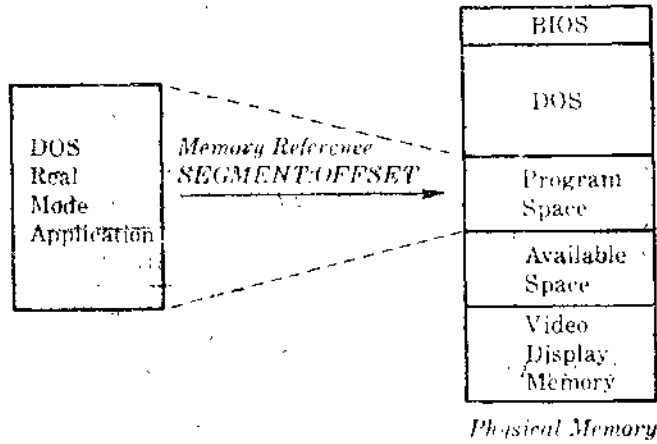 BIOS
DOS
DOS
Real
Mode
Application
Memory Reference
SEGMENT:OFFSET
Program
Space
Available
Space
Video
Display
Memory
Physical Memory